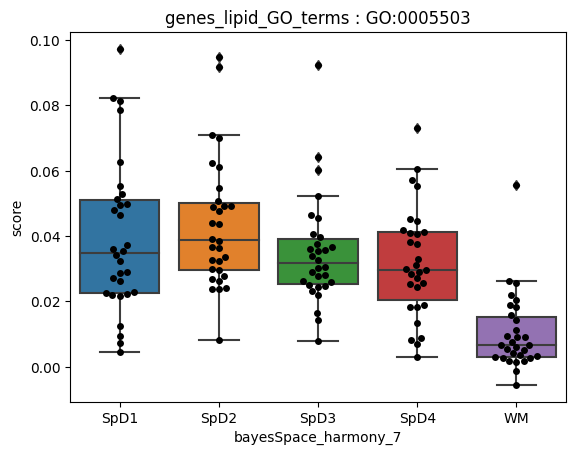 genes_lipid_GO_terms : GO:0005503
0.10
0.08
0.06
0.04
0.02
0.00
score
SpD1 SpD2 SpD3 SpD4 WM
bayesSpace_harmony_7